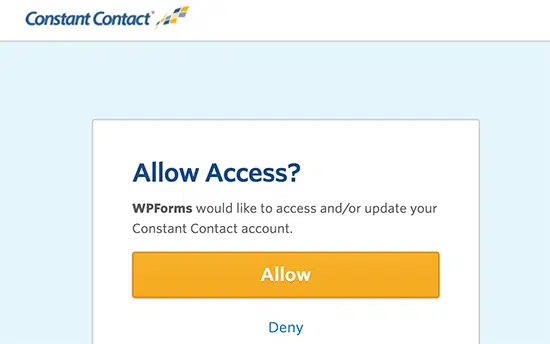 Constant Contact
Allow Access?
WPForms would like to access and/or update your
Constant Contact account.
Allow
Deny